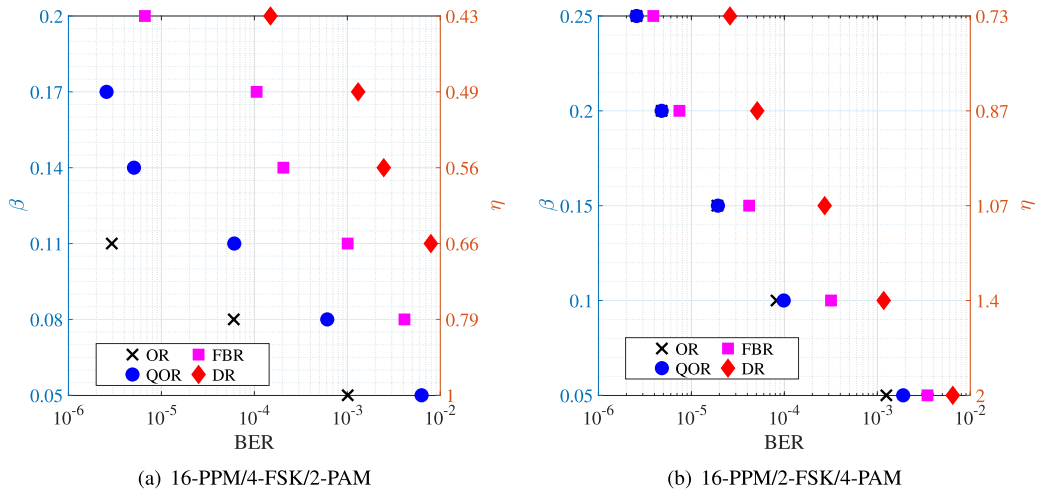 0.2
0.17
0.14
0.11
0.08
0.05
β
0.43
0.49
0.56
0.66
0.79
1
η
10^-6
10^-5
10^-4
10^-3
10^-2
BER
OR
FBR
QOR
DR
(a) 16-PPM/4-FSK/2-PAM
0.25
0.2
0.15
0.1
0.05
β
0.73
0.87
1.07
1.4
2
η
10^-6
10^-5
10^-4
10^-3
10^-2
BER
OR
FBR
QOR
DR
(b) 16-PPM/2-FSK/4-PAM